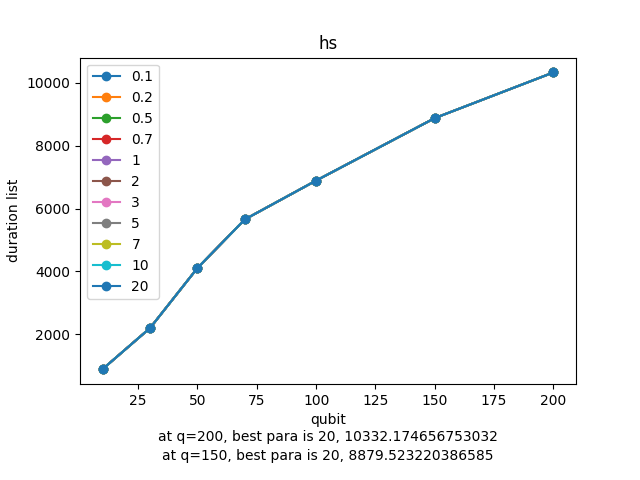 hs
10000
8000
6000
4000
2000
duration list
0.1
0.2
0.5
0.7
1
2
3
5
7
10
20
25 50 75 100 125 150 175 200
qubit
at q=200, best para is 20, 10332.174656753032
at q=150, best para is 20, 8879.523220386585